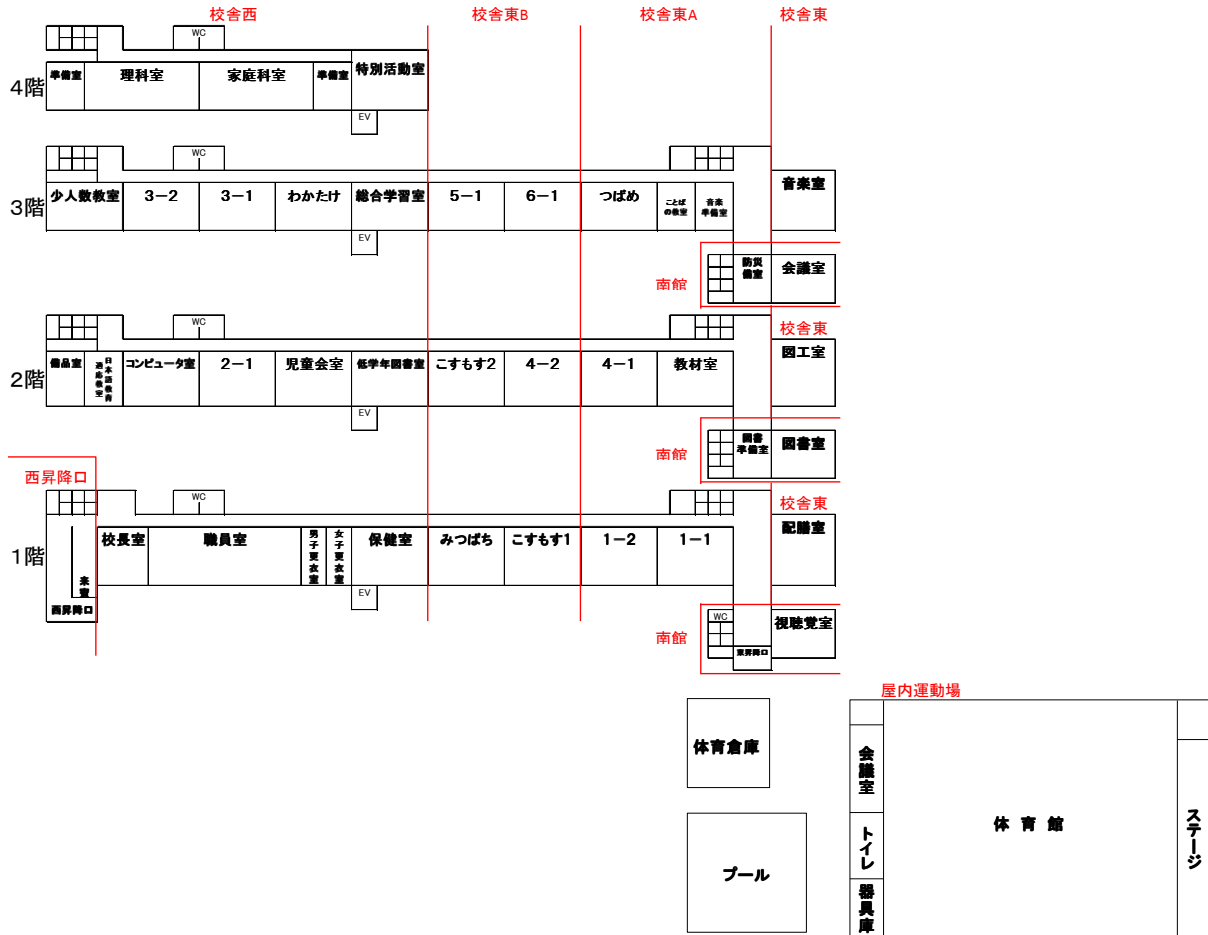 校舎西
校舎東B
校舎東A
校舎東
4階
WC
準備室
理科室
家庭科室
準備室
特別活動室
EV
3階
WC
少人数教室
3-2
3-1
わかたけ
総合学習室
5-1
6-1
つばめ
ことば
の教室
音楽
準備室
音楽室
EV
南館
防災
備室
会議室
2階
WC
校舎東
備品室
日本語教育
適応教室
コンピュータ室
2-1
児童会室
低学年図書室
こすもす2
4-2
4-1
教材室
図工室
EV
南館
図書
準備室
図書室
西昇降口
1階
WC
校舎東
校長室
職員室
男子更衣室
女子更衣室
保健室
みつばち
こすもす1
1-2
1-1
配膳室
EV
西昇降口
南館
WC
視聴覚室
東昇降口
屋内運動場
体育倉庫
プール
会議室
トイレ
器具庫
体育館
ステージ